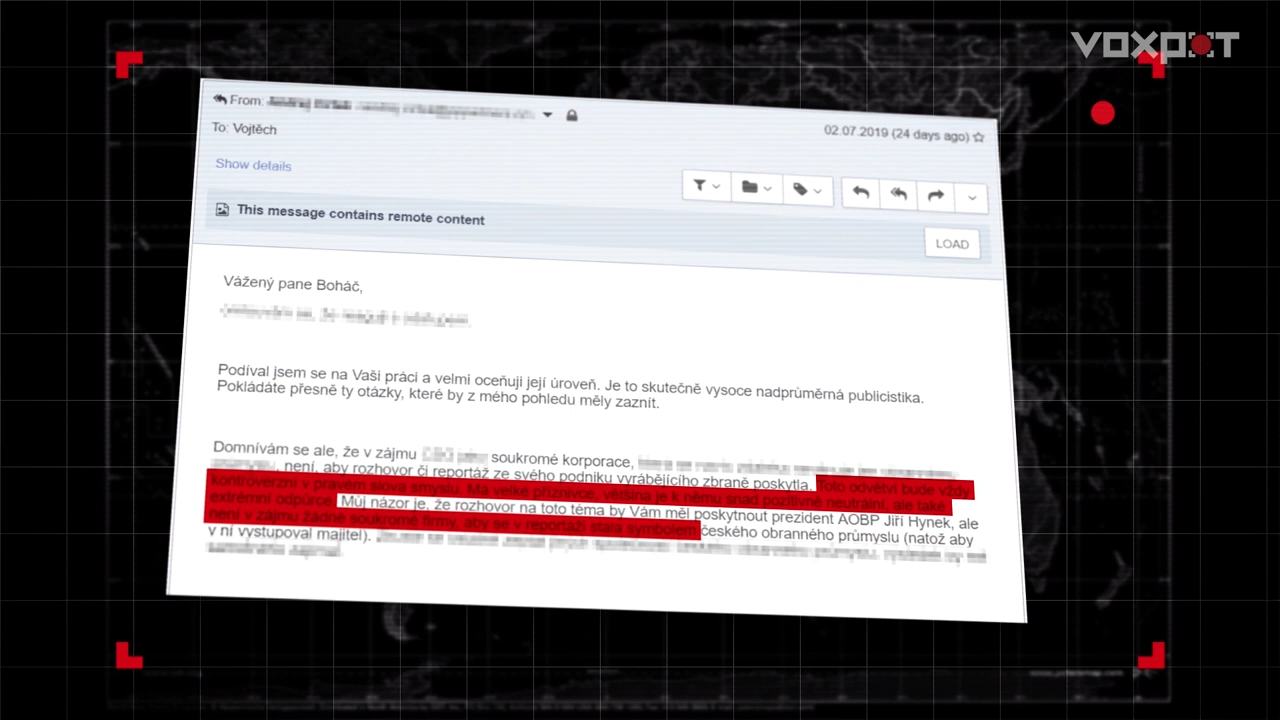 VOXPOT
From:
02.07.2019 (24 days ago)
To: Vojtěch
Show details
This message contains remote content
LOAD
Vážený pane Boháč,
Podíval jsem se na Vaši práci a velmi oceňuji její úroveň. Je to skutečně vysoce nadprůměrná publicistika.
Pokládáte přesně ty otázky, které by z mého pohledu měly zaznít.
Domnívám se ale, že v zájmu soukromé korporace,
není, aby rozhovor či reportáž ze svého podniku vyrábějícího zbraně poskytla. Toto odvětví bude vždy
kontroverzní v pravém slova smyslu. Má velké příznivce, většina je k němu snad pozitivně neutrální, ale také
extrémní odpůrce. Můj názor je, že rozhovor na toto téma by Vám měl poskytnout prezident AOBP Jiří Hynek, ale
není v zájmu žádné soukromé firmy, aby se v reportáži stala symbolem českého obranného průmyslu (natož aby
v ní vystupoval majitel).